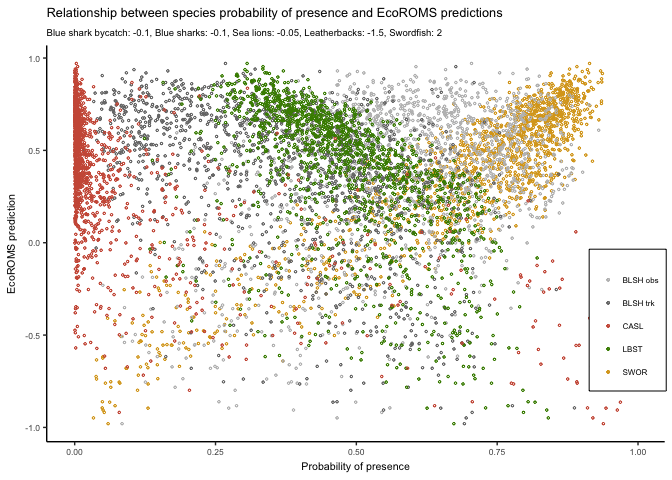 Relationship between species probability of presence and EcoROMS predictions
Blue shark bycatch: -0.1, Blue sharks: -0.1, Sea lions: -0.05, Leatherbacks: -1.5, Swordfish: 2
EcoROMS prediction
1.0
0.5
0.0
-0.5
-1.0
BLSH obs
BLSH trk
CASL
LBST
SWOR
0.00
0.25
0.50
0.75
1.00
Probability of presence